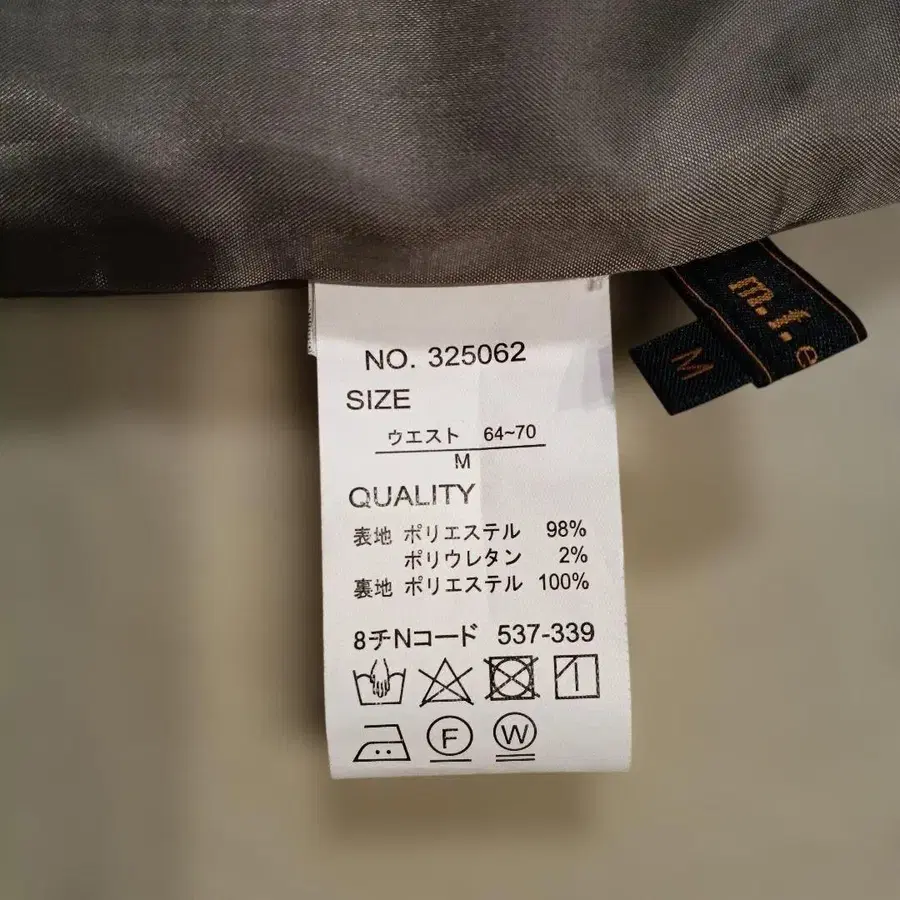 NO. 325062
SIZE
ウエスト 64~70
M
QUALITY
表地 ポリエステル 98%
ポリウレタン 2%
裏地 ポリエステル 100%
8チNコード 537-339
F W
m.f.e
M